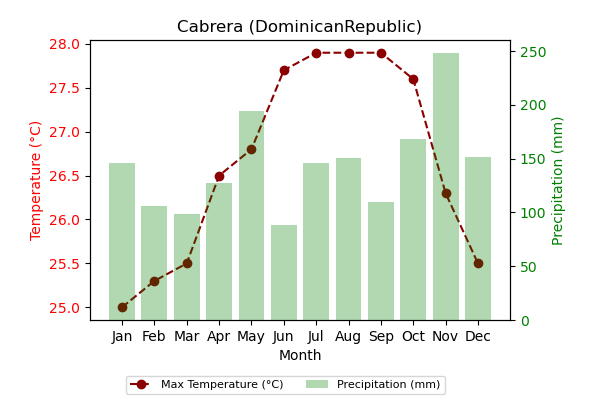 Cabrera (DominicanRepublic)
28.0
27.5
27.0
26.5
26.0
25.5
25.0
Temperature (°C)
250
200
150
100
50
0
Precipitation (mm)
Jan Feb Mar Apr May Jun Jul Aug Sep Oct Nov Dec
Month
Max Temperature (°C) Precipitation (mm)